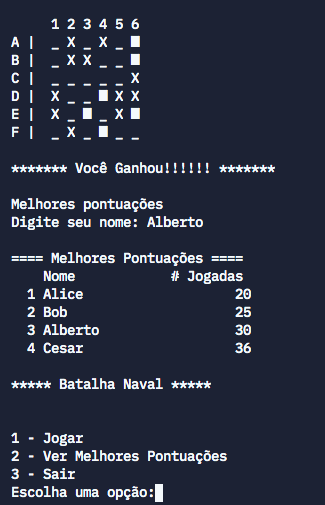 1 2 3 4 5 6
A | _ X _ X _ ■
B | _ X X _ _ ■
C | _ _ _ _ _ X
D | X _ _ ■ X X
E | X _ ■ _ X ■
F | _ X _ ■ _ _
******* Você Ganhou!!!!!! *******
Melhores pontuações
Digite seu nome: Alberto
==== Melhores Pontuações ====
Nome # Jogadas
1 Alice 20
2 Bob 25
3 Alberto 30
4 Cesar 36
***** Batalha Naval *****
1 - Jogar
2 - Ver Melhores Pontuações
3 - Sair
Escolha uma opção: